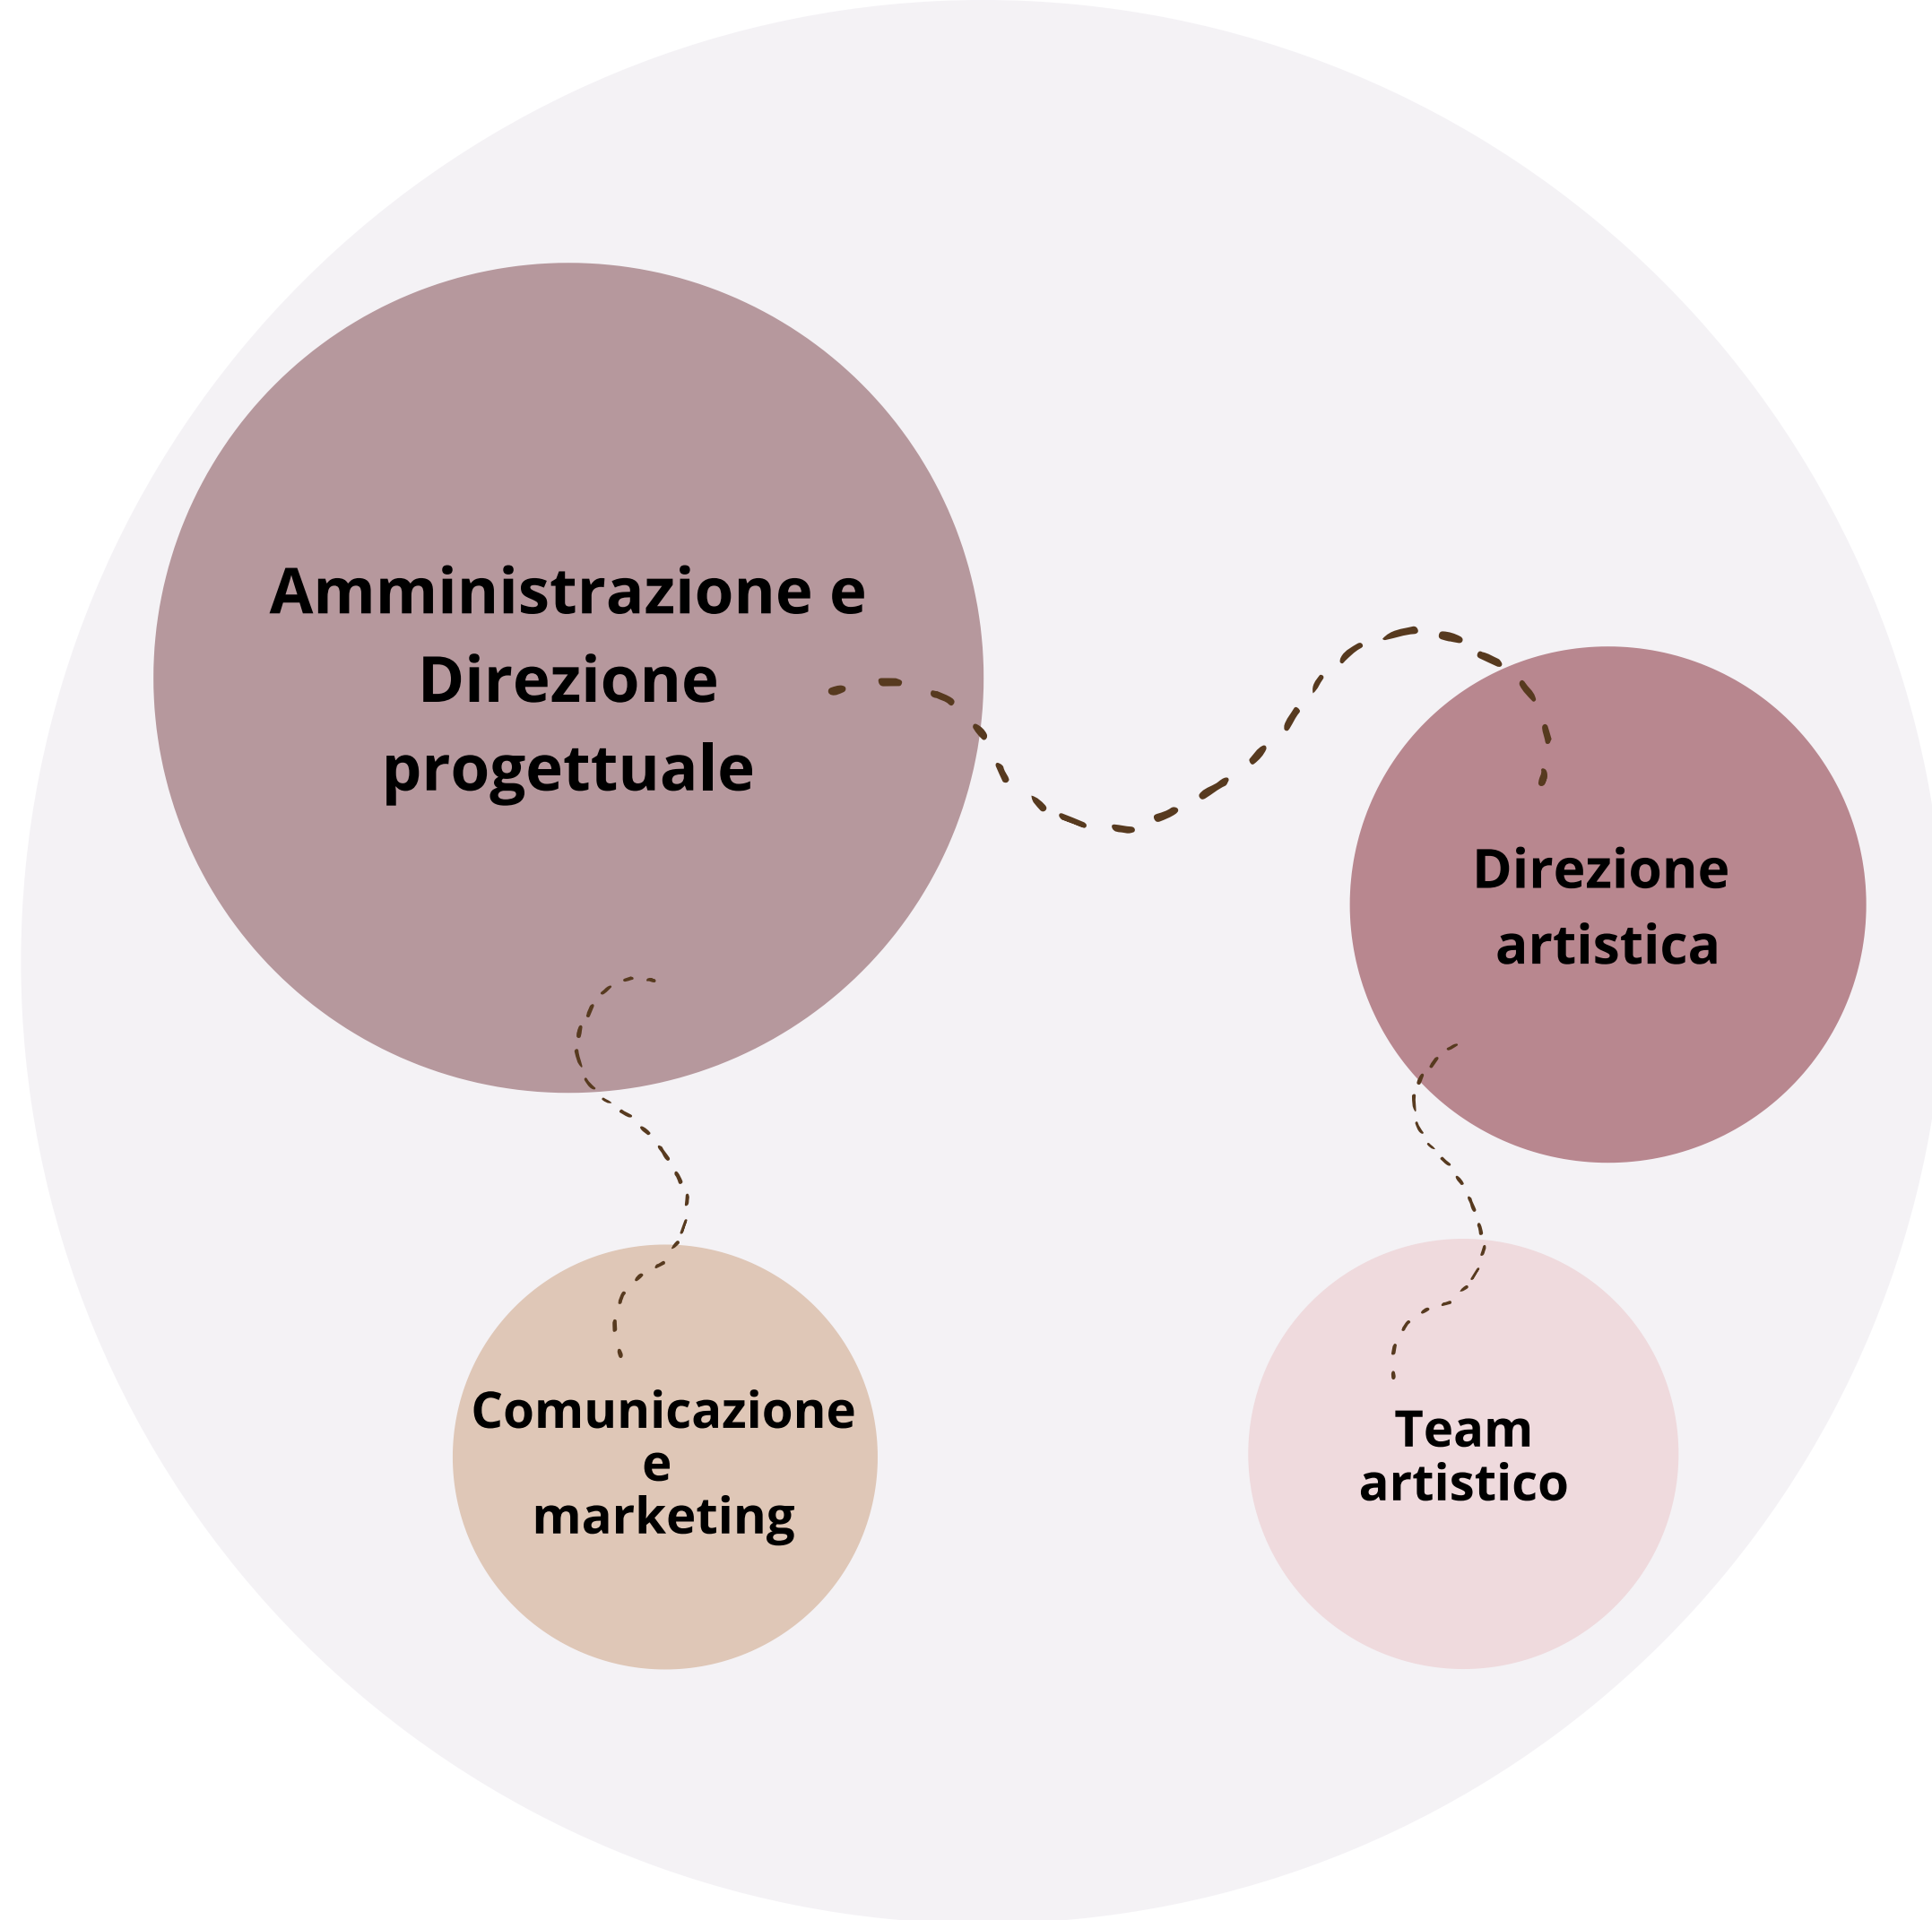 Amministrazione e
Direzione
progettuale
Direzione
artistica
Comunicazione
e
marketing
Team
artistico